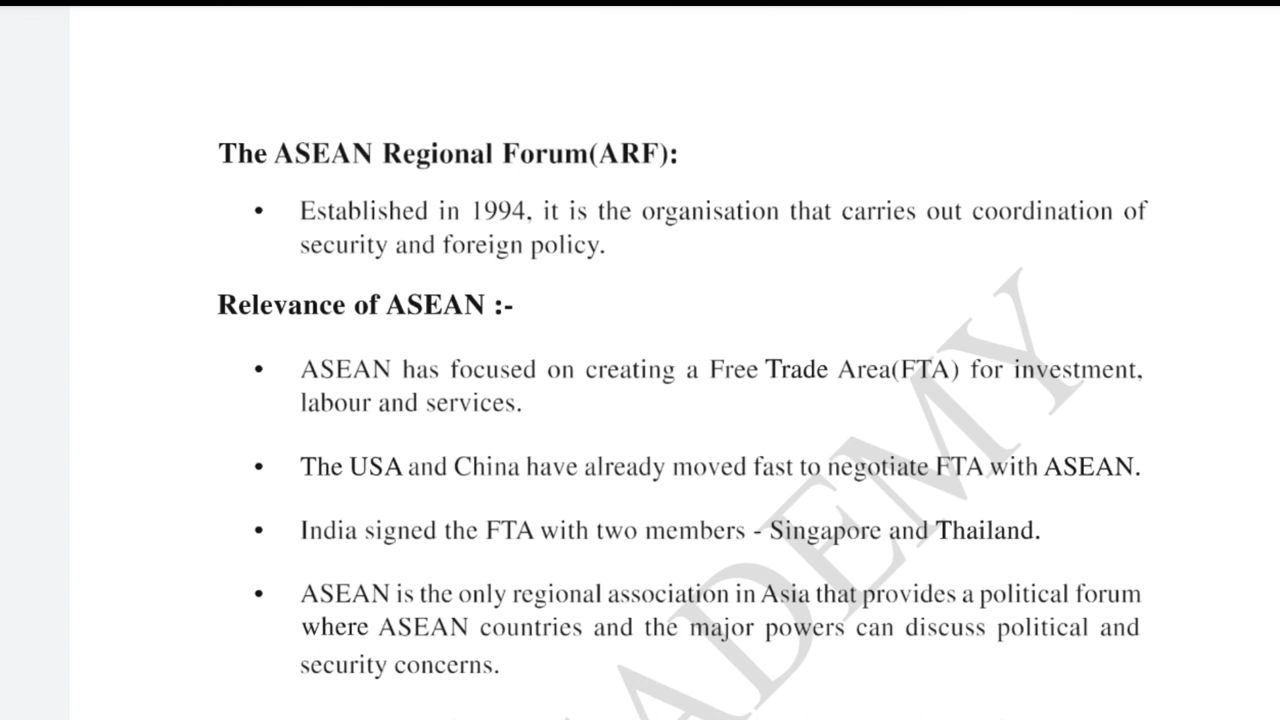 The ASEAN Regional Forum(ARF):
• Established in 1994, it is the organisation that carries out coordination of
security and foreign policy.
Relevance of ASEAN :-
• ASEAN has focused on creating a Free Trade Area(FTA) for investment,
labour and services.
• The USA and China have already moved fast to negotiate FTA with ASEAN.
• India signed the FTA with two members - Singapore and Thailand.
• ASEAN is the only regional association in Asia that provides a political forum
where ASEAN countries and the major powers can discuss political and
security concerns.
ADEMY